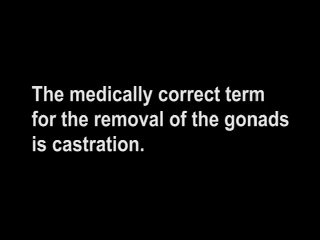 The medically correct term
for the removal of the gonads
is castration.